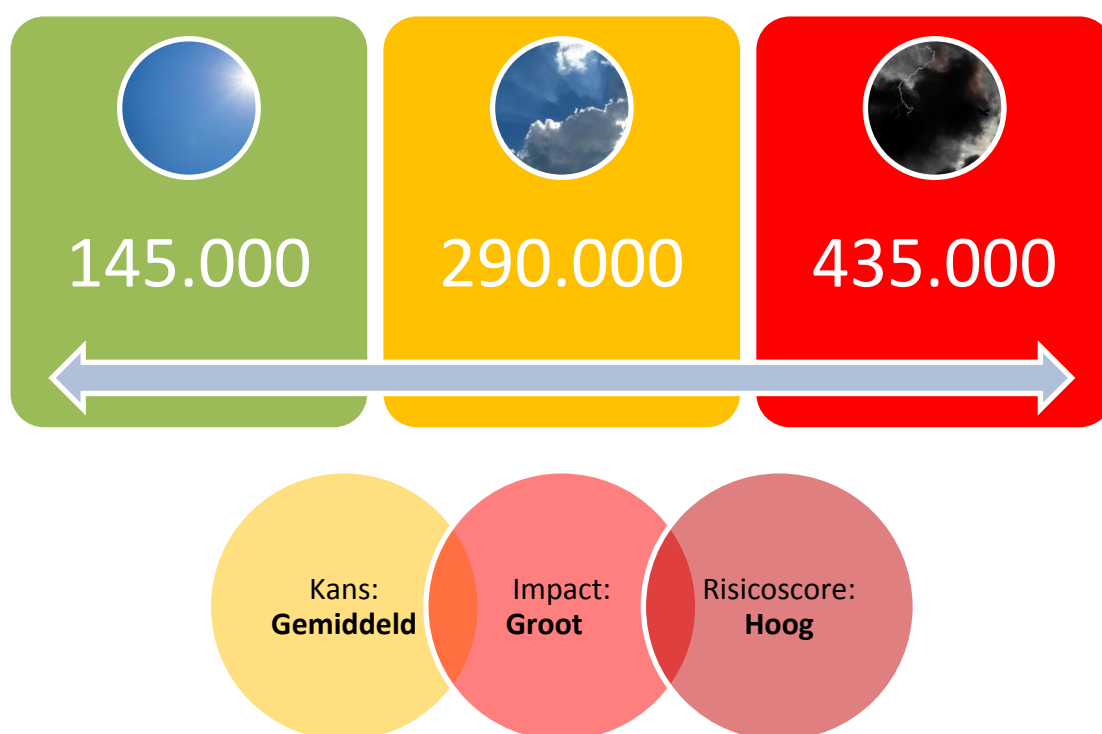 145.000
290.000
435.000
Kans:
Gemiddeld
Impact:
Groot
Risicoscore:
Hoog